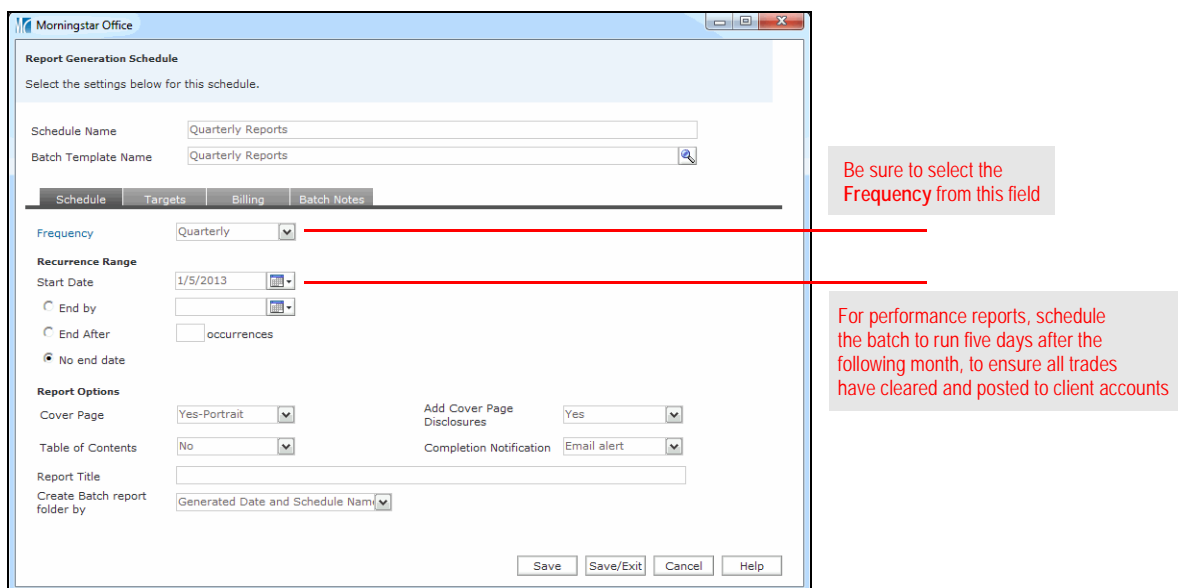 Morningstar Office
Report Generation Schedule
Select the settings below for this schedule.
Schedule Name
Quarterly Reports
Batch Template Name
Quarterly Reports
Schedule
Targets
Billing
Batch Notes
Frequency
Quarterly
Recurrence Range
Start Date
1/5/2013
End by
End After
occurrences
No end date
Report Options
Cover Page
Yes-Portrait
Add Cover Page
Disclosures
Yes
Table of Contents
No
Completion Notification
Email alert
Report Title
Create Batch report
folder by
Generated Date and Schedule Nam
Save
Save/Exit
Cancel
Help
Be sure to select the
Frequency from this field
For performance reports, schedule
the batch to run five days after the
following month, to ensure all trades
have cleared and posted to client accounts